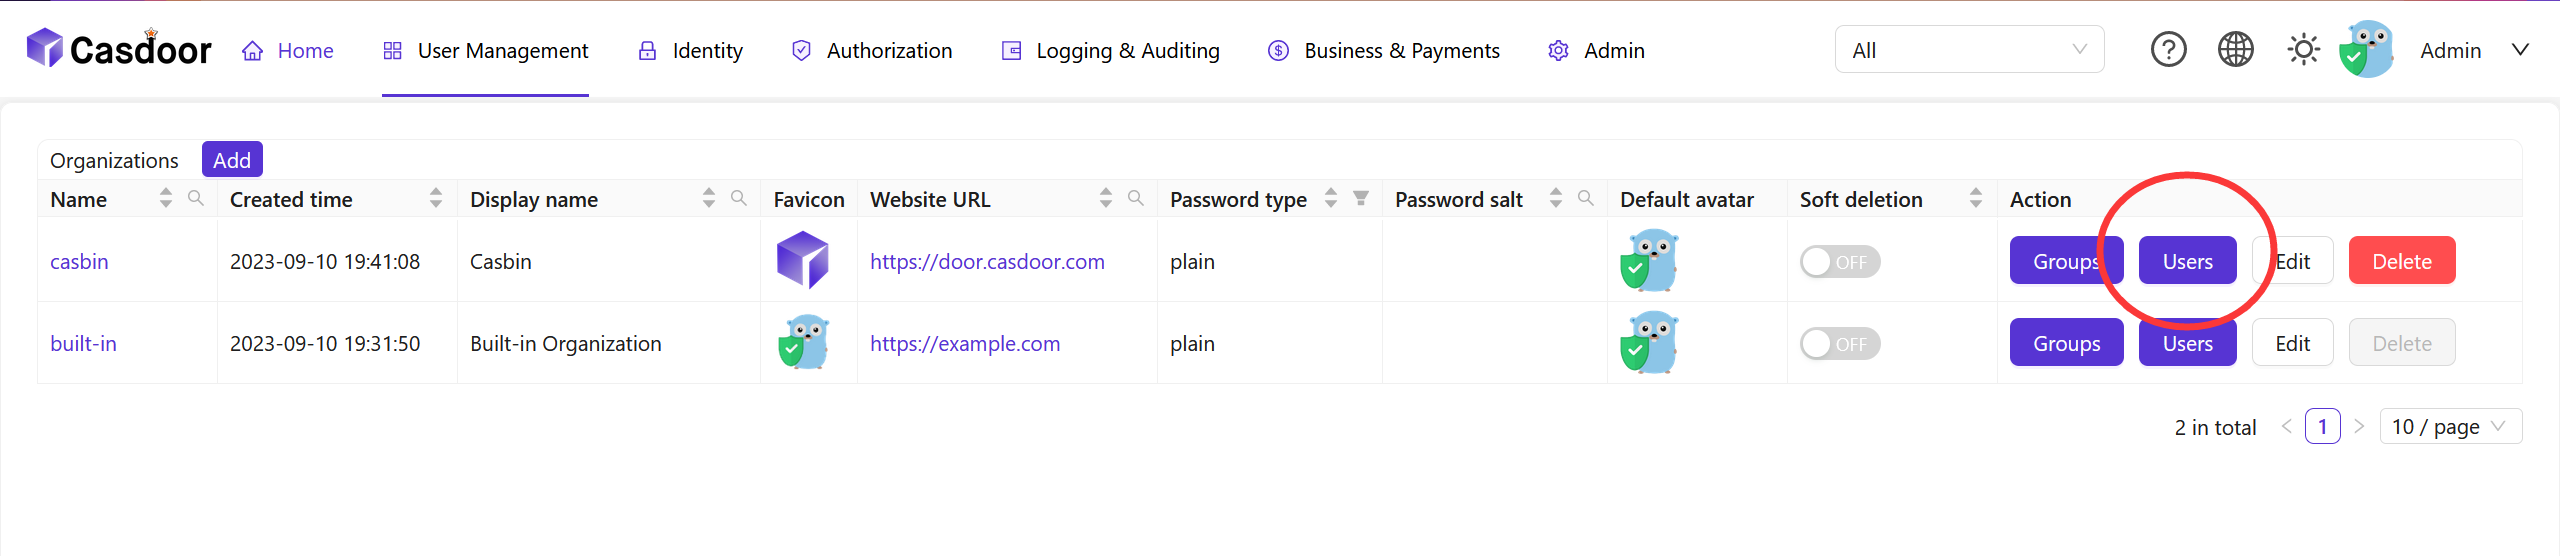 Casdoor Home User Management Identity Authorization Logging & Auditing Business & Payments Admin All Admin
Organizations Add
Name Created time Display name Favicon Website URL Password type Password salt Default avatar Soft deletion Action
casbin 2023-09-10 19:41:08 Casbin https://door.casdoor.com plain OFF Groups Users Edit Delete
built-in 2023-09-10 19:31:50 Built-in Organization https://example.com plain OFF Groups Users Edit Delete
2 in total 1 10 / page